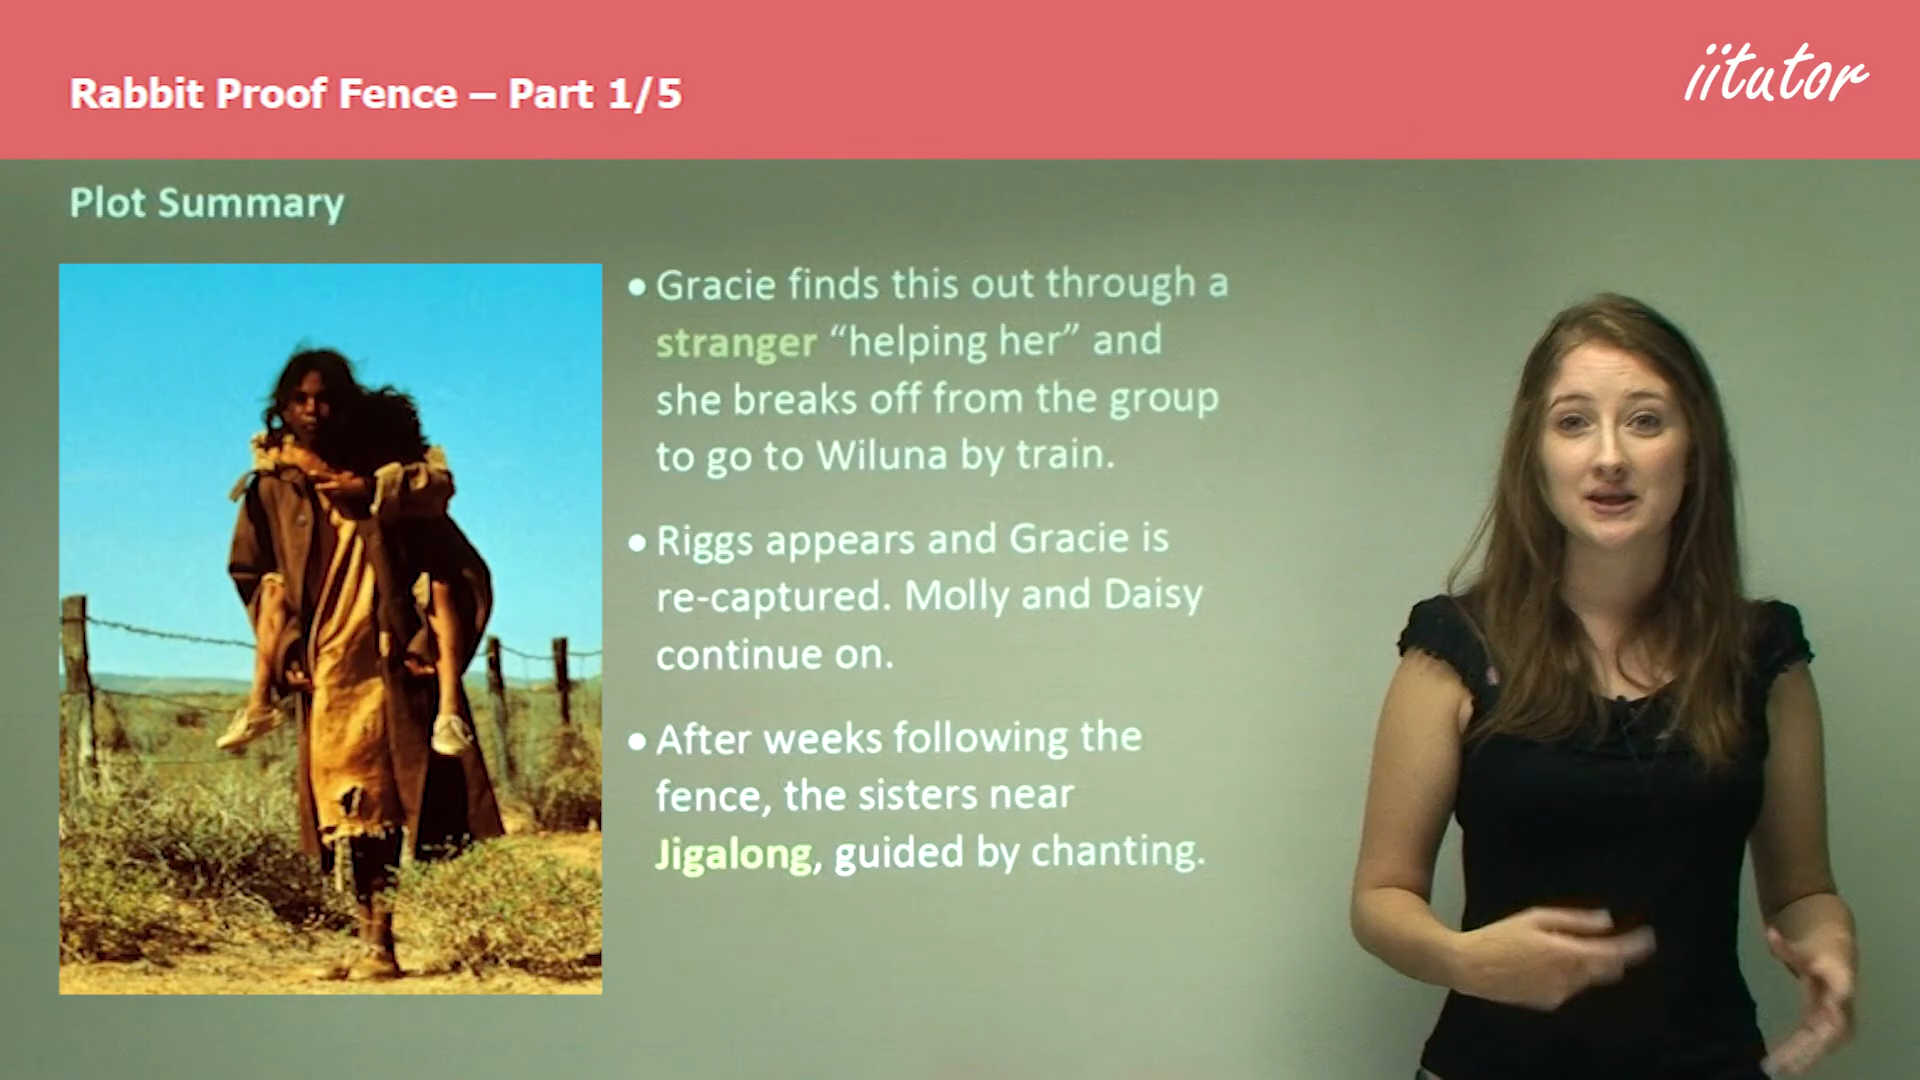 Rabbit Proof Fence – Part 1/5
iitutor
Plot Summary
• Gracie finds this out through a
stranger “helping her” and
she breaks off from the group
to go to Wiluna by train.
• Riggs appears and Gracie is
re-captured. Molly and Daisy
continue on.
• After weeks following the
fence, the sisters near
Jigalong, guided by chanting.